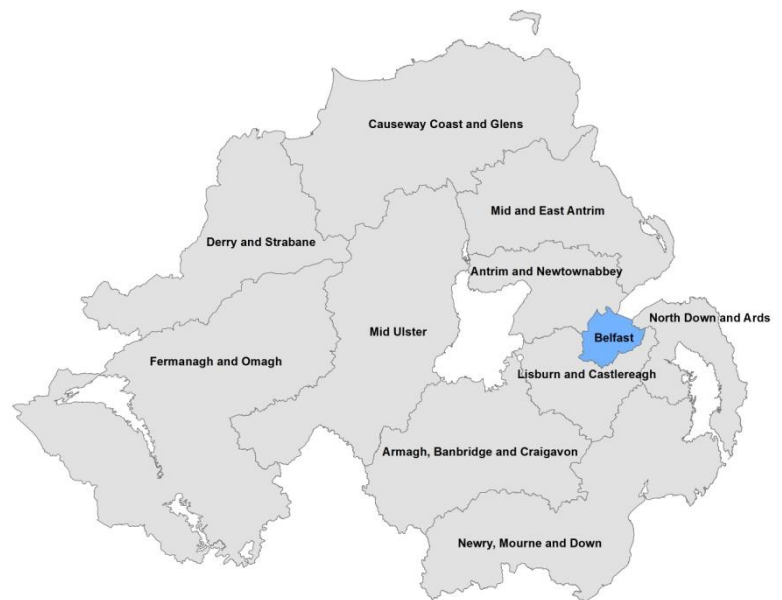 Causeway Coast and Glens
Mid and East Antrim
Derry and Strabane
Antrim and Newtownabbey
North Down and Ards
Mid Ulster
Belfast
Fermanagh and Omagh
Lisburn and Castlereagh
Armagh, Banbridge and Craigavon
Newry, Mourne and Down